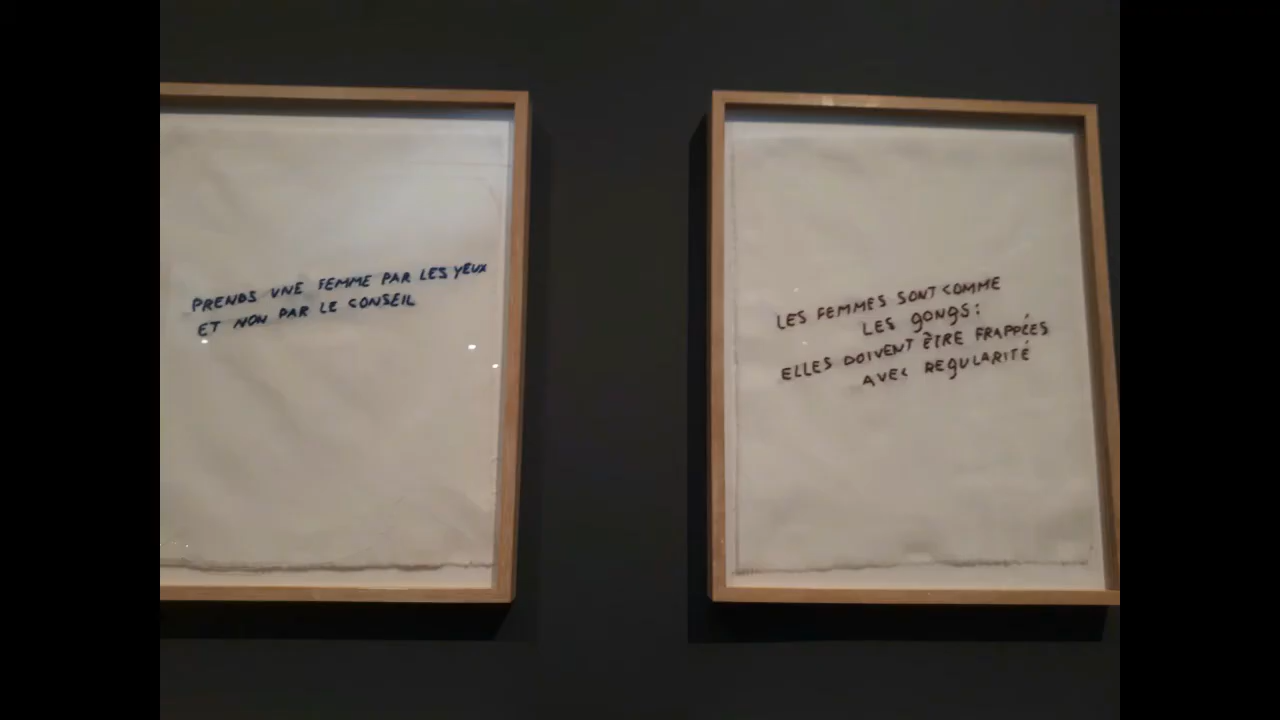 PRENDS UNE FEMME PAR LES YEUX
ET NON PAR LE CONSEIL
LES FEMMES SONT COMME
LES GONGS:
ELLES DOIVENT ÊTRE FRAPPÉES
AVEC REGULARITÉ